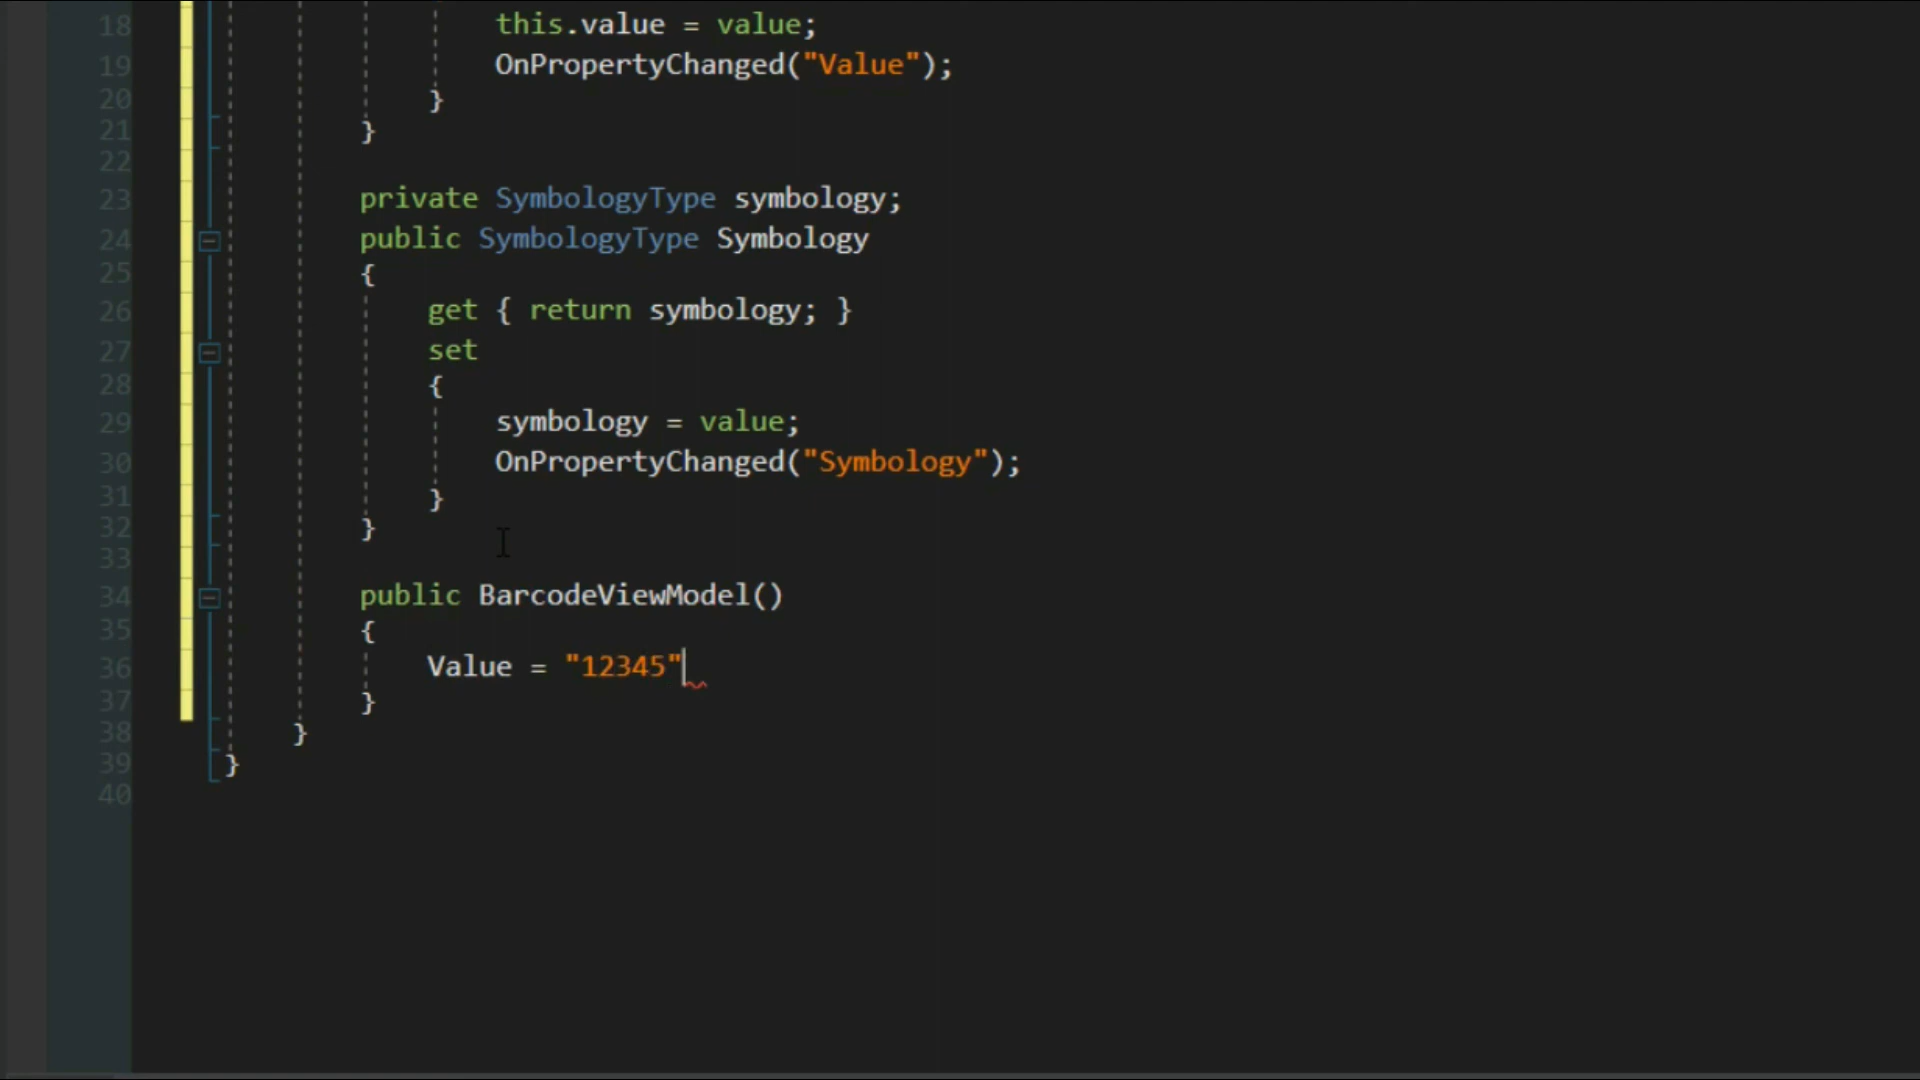 18 this.value = value;
19 OnPropertyChanged("Value");
20 }
21 }
22
23 private SymbologyType symbology;
24 public SymbologyType Symbology
25 {
26 get { return symbology; }
27 set
28 {
29 symbology = value;
30 OnPropertyChanged("Symbology");
31 }
32 }
33
34 public BarcodeViewModel()
35 {
36 Value = "12345"
37 }
38 }
39 }
40